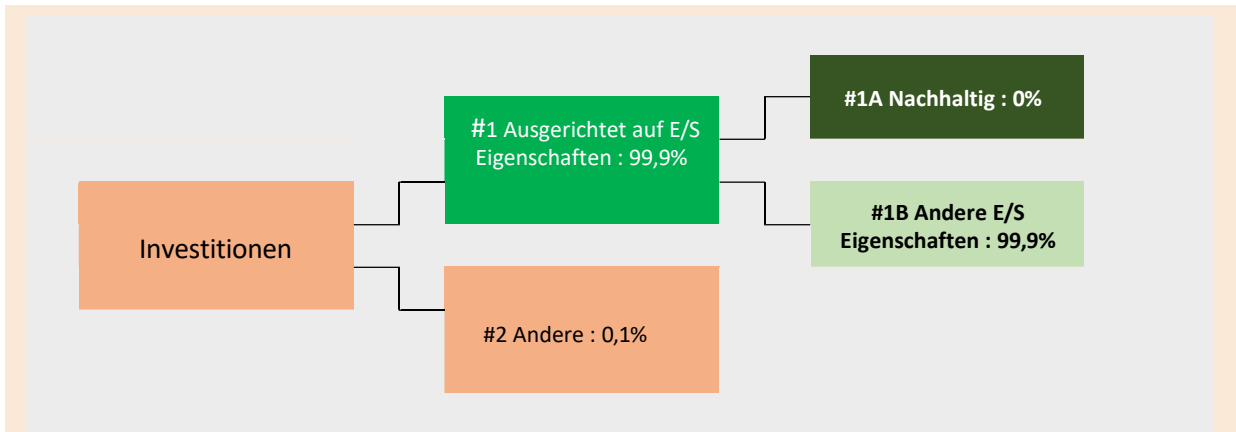 #1A Nachhaltig : 0%
#1 Ausgerichtet auf E/S
Eigenschaften : 99,9%
#1B Andere E/S
Eigenschaften : 99,9%
Investitionen
#2 Andere : 0,1%